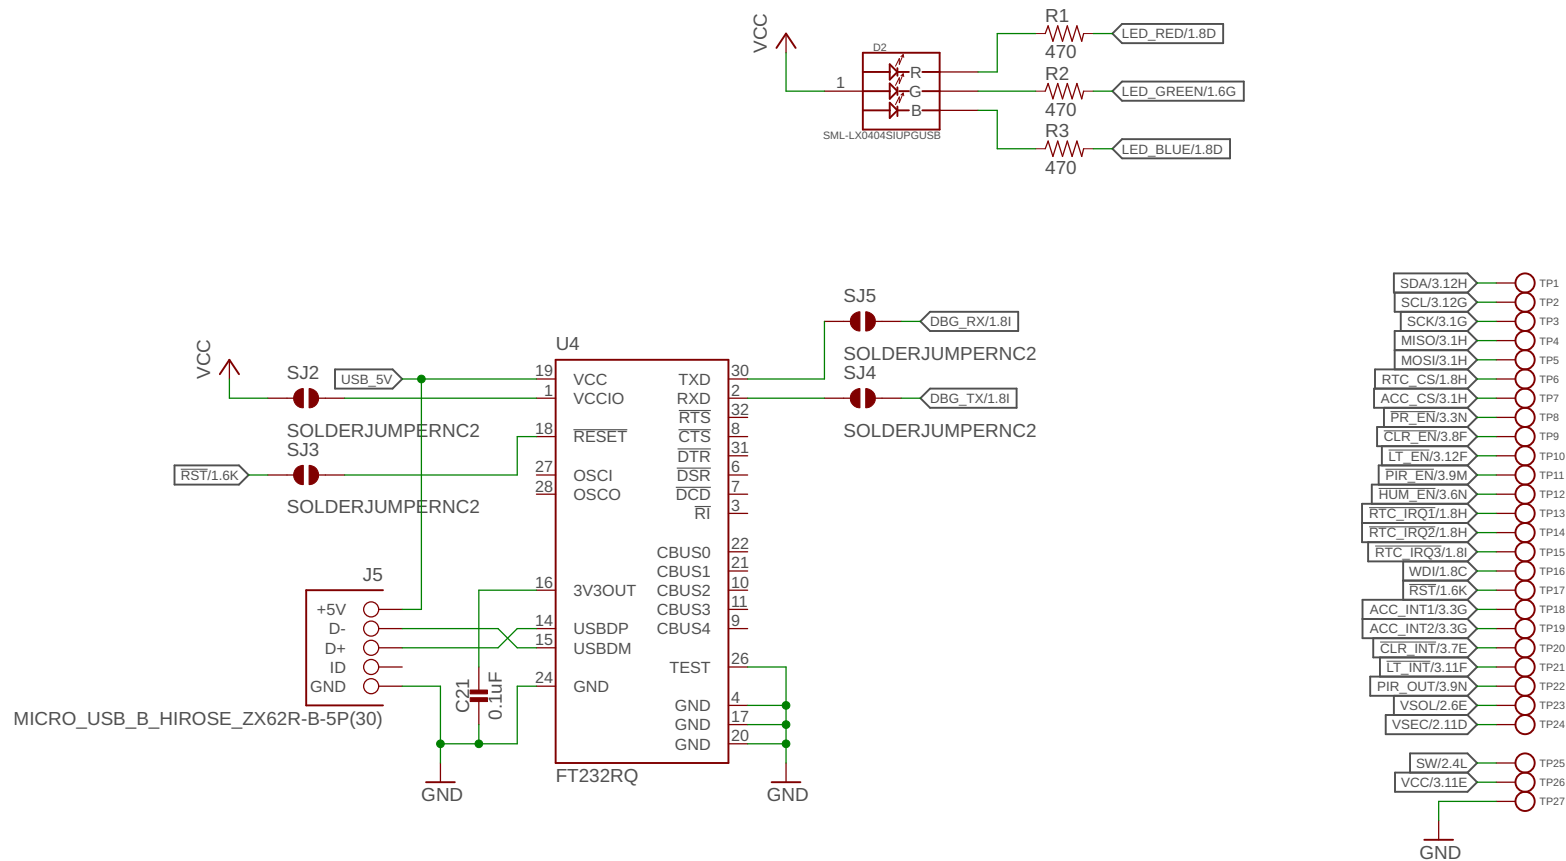 VCC
D2
1
R
G
B
SML-LX0404SIUPGUSB
R1
470
LED_RED/1.8D
R2
470
LED_GREEN/1.6G
R3
470
LED_BLUE/1.8D
VCC
SJ2
SOLDERJUMPERNC2
USB_5V
SJ3
SOLDERJUMPERNC2
RST/1.6K
J5
+5V
D-
D+
ID
GND
MICRO_USB_B_HIROSE_ZX62R-B-5P(30)
GND
C21
0.1uF
U4
19 VCC
1 VCCIO
18 RESET
27 OSCI
28 OSCO
16 3V3OUT
14 USBDP
15 USBDM
24 GND
TXD 30
RXD 2
RTS 32
CTS 8
DTR 31
DSR 6
DCD 7
RI 3
CBUS0 22
CBUS1 21
CBUS2 10
CBUS3 11
CBUS4 9
TEST 26
GND 4
GND 17
GND 20
FT232RQ
GND
SJ5
DBG_RX/1.8I
SOLDERJUMPERNC2
SJ4
DBG_TX/1.8I
SOLDERJUMPERNC2
SDA/3.12H TP1
SCL/3.12G TP2
SCK/3.1G TP3
MISO/3.1H TP4
MOSI/3.1H TP5
RTC_CS/1.8H TP6
ACC_CS/3.1H TP7
PR_EN/3.3N TP8
CLR_EN/3.8F TP9
LT_EN/3.12F TP10
PIR_EN/3.9M TP11
HUM_EN/3.6N TP12
RTC_IRQ1/1.8H TP13
RTC_IRQ2/1.8H TP14
RTC_IRQ3/1.8I TP15
WDI/1.8C TP16
RST/1.6K TP17
ACC_INT1/3.3G TP18
ACC_INT2/3.3G TP19
CLR_INT/3.7E TP20
LT_INT/3.11F TP21
PIR_OUT/3.9N TP22
VSOL/2.6E TP23
VSEC/2.11D TP24
SW/2.4L TP25
VCC/3.11E TP26
TP27
GND